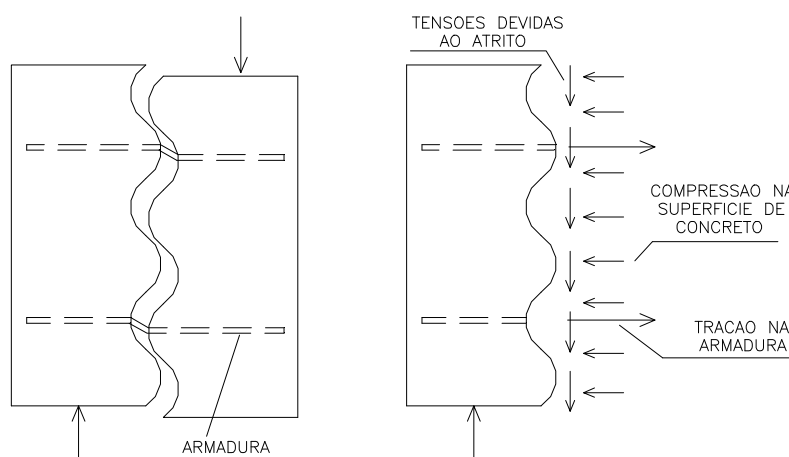 TENSOES DEVIDAS
AO ATRITO
COMPRESSAO NA
SUPERFICIE DE
CONCRETO
TRACAO NA
ARMADURA
ARMADURA